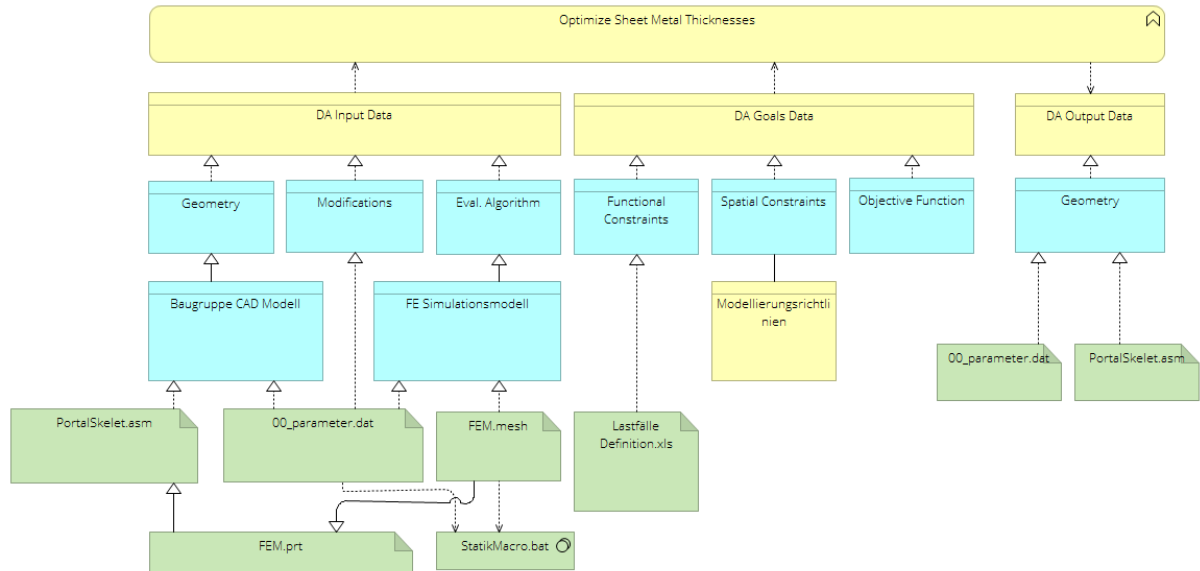 Optimize Sheet Metal Thicknesses
DA Input Data
DA Goals Data
DA Output Data
Geometry
Modifications
Eval. Algorithm
Functional
Constraints
Spatial Constraints
Objective Function
Geometry
Baugruppe CAD Modell
FE Simulationsmodell
Modellierungsrichtli
nien
00_parameter.dat
PortalSkelet.asm
PortalSkelet.asm
00_parameter.dat
FEM.mesh
Lastfälle
Definition.xls
FEM.prt
StatikMacro.bat